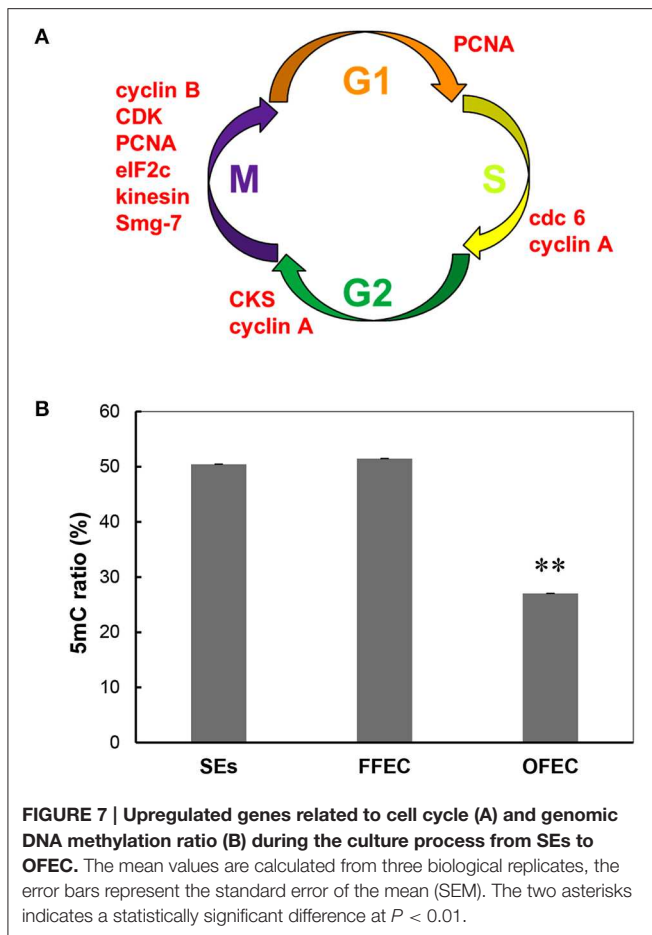 A
PCNA
G1
cyclin B
CDK
PCNA
eIF2c
kinesin
Smg-7
M
S
cdc 6
cyclin A
G2
CKS
cyclin A
B
60
50
40
30
20
10
0
5mC ratio (%)
**
SEs
FFEC
OFEC
FIGURE 7 | Upregulated genes related to cell cycle (A) and genomic
DNA methylation ratio (B) during the culture process from SEs to
OFEC. The mean values are calculated from three biological replicates, the
error bars represent the standard error of the mean (SEM). The two asterisks
indicates a statistically significant difference at P < 0.01.